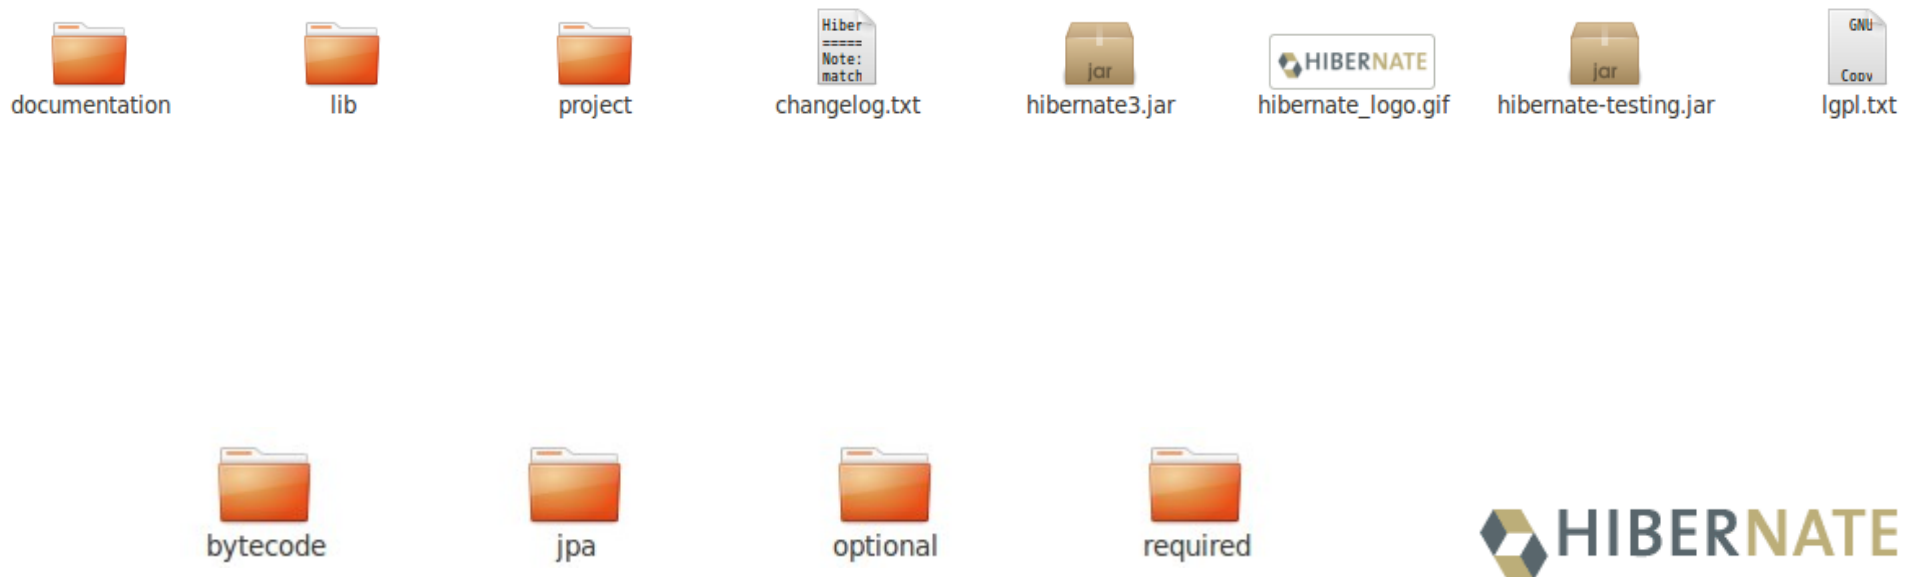 Hiber
=====
Note:
match
jar
HIBERNATE
jar
GNU
Copy
documentation
lib
project
changelog.txt
hibernate3.jar
hibernate_logo.gif
hibernate-testing.jar
lgpl.txt
bytecode
jpa
optional
required
HIBERNATE